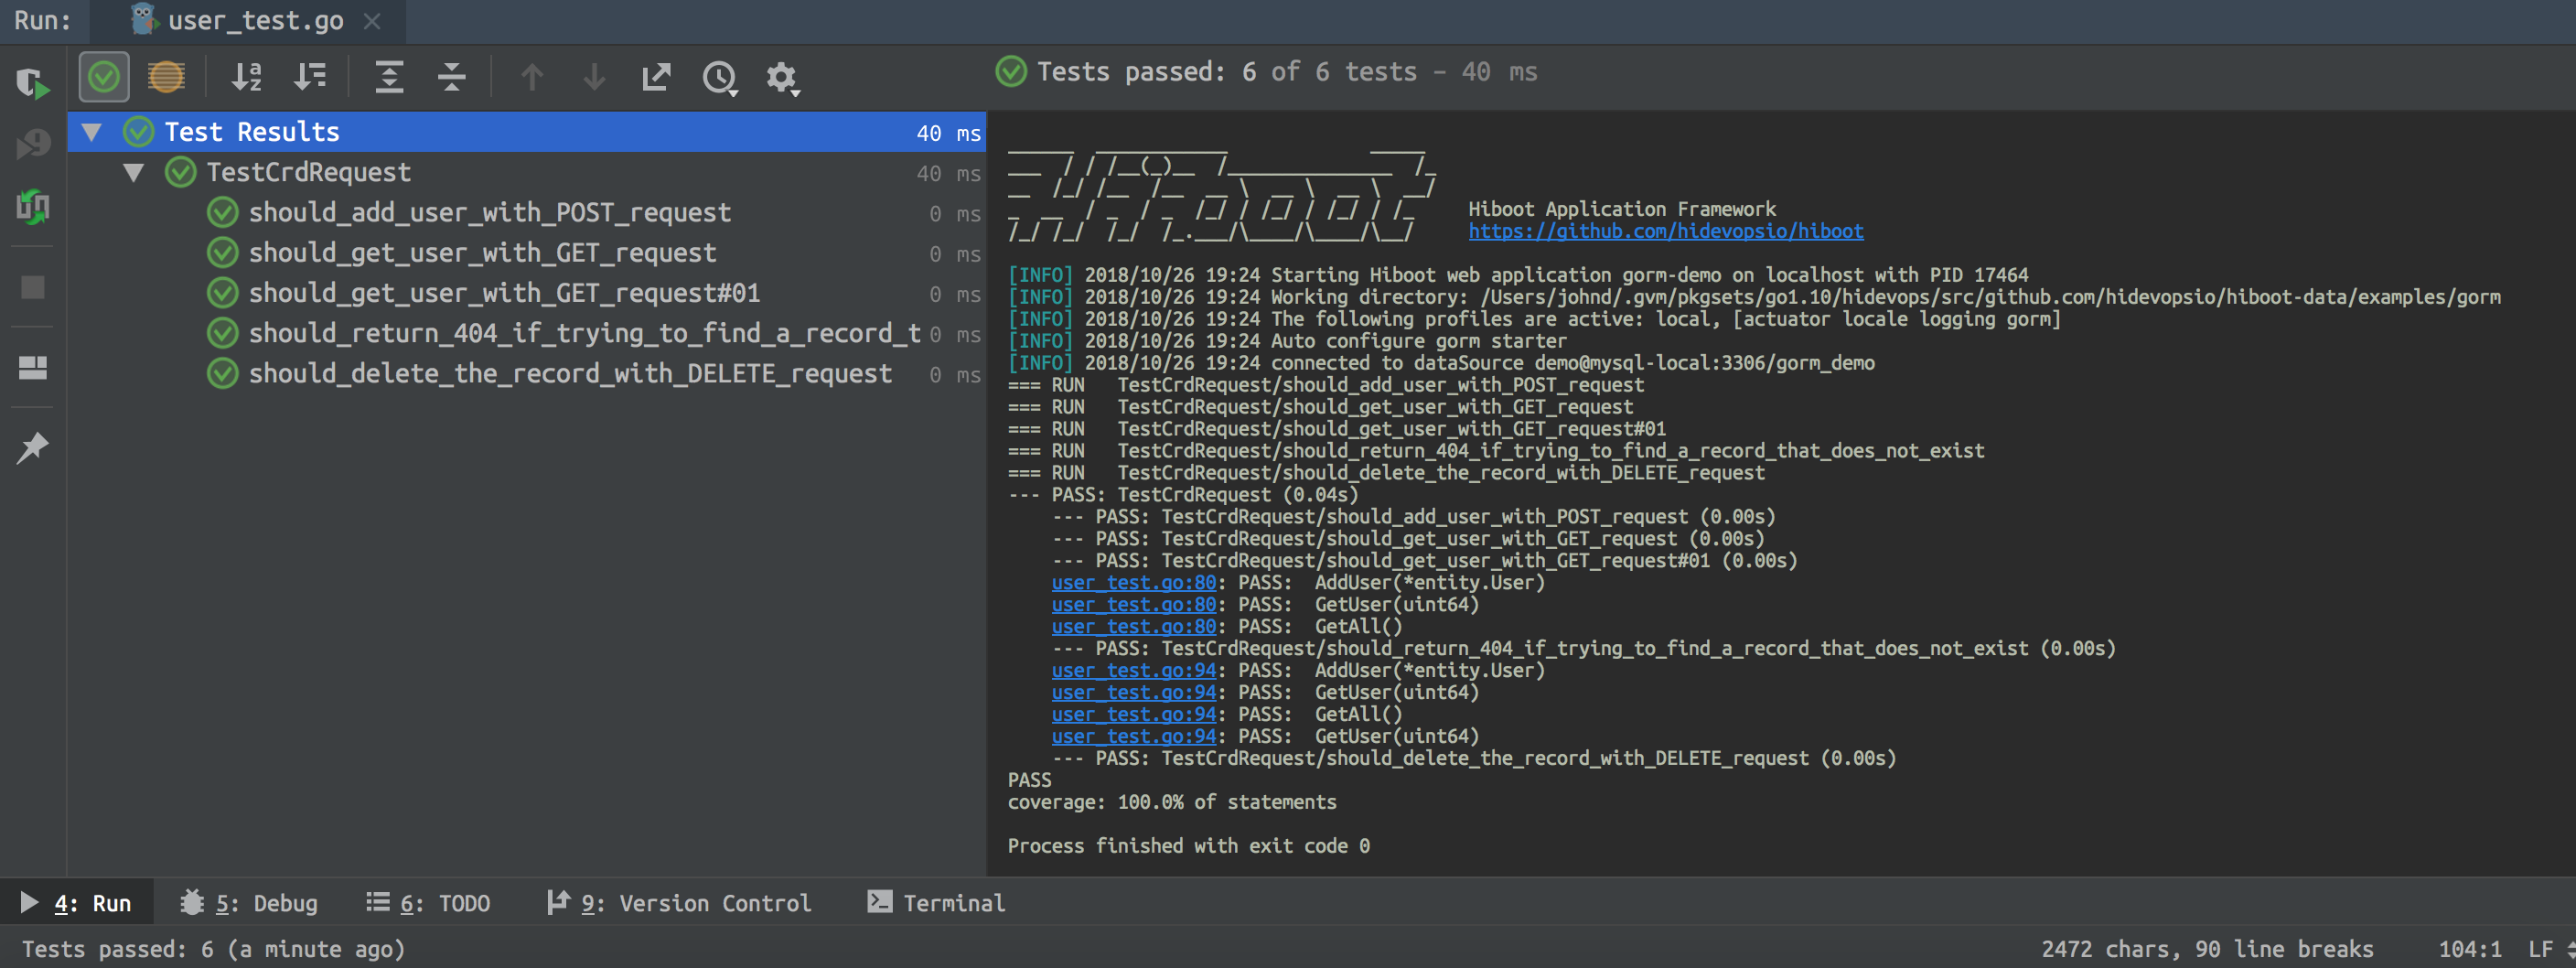 Run: user_test.go
Tests passed: 6 of 6 tests – 40 ms
Test Results 40 ms
TestCrdRequest 40 ms
should_add_user_with_POST_request 0 ms
should_get_user_with_GET_request 0 ms
should_get_user_with_GET_request#01 0 ms
should_return_404_if_trying_to_find_a_record_t 0 ms
should_delete_the_record_with_DELETE_request 0 ms
Hiboot
Hiboot Application Framework
https://github.com/hidevopsio/hiboot
[INFO] 2018/10/26 19:24 Starting Hiboot web application gorm-demo on localhost with PID 17464
[INFO] 2018/10/26 19:24 Working directory: /Users/johnd/.gvm/pkgsets/go1.10/hidevops/src/github.com/hidevopsio/hiboot-data/examples/gorm
[INFO] 2018/10/26 19:24 The following profiles are active: local, [actuator locale logging gorm]
[INFO] 2018/10/26 19:24 Auto configure gorm starter
[INFO] 2018/10/26 19:24 connected to dataSource demo@mysql-local:3306/gorm_demo
=== RUN   TestCrdRequest/should_add_user_with_POST_request
=== RUN   TestCrdRequest/should_get_user_with_GET_request
=== RUN   TestCrdRequest/should_get_user_with_GET_request#01
=== RUN   TestCrdRequest/should_return_404_if_trying_to_find_a_record_that_does_not_exist
=== RUN   TestCrdRequest/should_delete_the_record_with_DELETE_request
--- PASS: TestCrdRequest (0.04s)
    --- PASS: TestCrdRequest/should_add_user_with_POST_request (0.00s)
    --- PASS: TestCrdRequest/should_get_user_with_GET_request (0.00s)
    --- PASS: TestCrdRequest/should_get_user_with_GET_request#01 (0.00s)
    user_test.go:80: PASS:  AddUser(*entity.User)
    user_test.go:80: PASS:  GetUser(uint64)
    user_test.go:80: PASS:  GetAll()
    --- PASS: TestCrdRequest/should_return_404_if_trying_to_find_a_record_that_does_not_exist (0.00s)
    user_test.go:94: PASS:  AddUser(*entity.User)
    user_test.go:94: PASS:  GetUser(uint64)
    user_test.go:94: PASS:  GetAll()
    user_test.go:94: PASS:  GetUser(uint64)
    --- PASS: TestCrdRequest/should_delete_the_record_with_DELETE_request (0.00s)
PASS
coverage: 100.0% of statements
Process finished with exit code 0
4: Run 5: Debug 6: TODO 9: Version Control Terminal
Tests passed: 6 (a minute ago) 2472 chars, 90 line breaks 104:1 LF